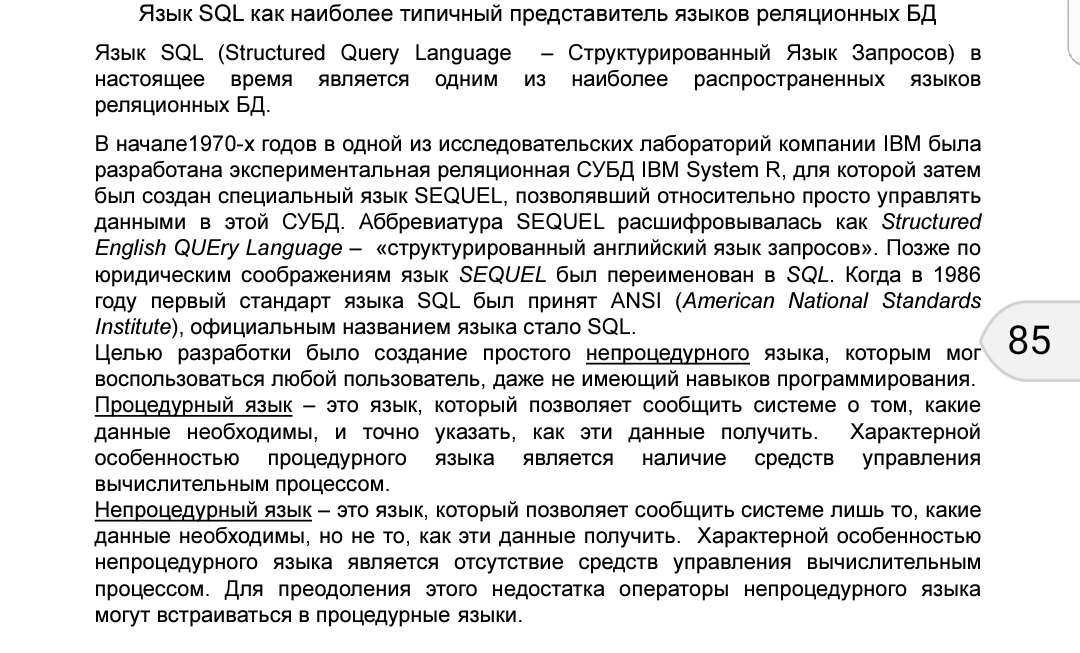 Язык SQL как наиболее типичный представитель языков реляционных БД
Язык SQL (Structured Query Language – Структурированный Язык Запросов) в
настоящее время является одним из наиболее распространенных языков
реляционных БД.
В начале1970-х годов в одной из исследовательских лабораторий компании IBM была
разработана экспериментальная реляционная СУБД IBM System R, для которой затем
был создан специальный язык SEQUEL, позволявший относительно просто управлять
данными в этой СУБД. Аббревиатура SEQUEL расшифровывалась как Structured
English QUEry Language – «структурированный английский язык запросов». Позже по
юридическим соображениям язык SEQUEL был переименован в SQL. Когда в 1986
году первый стандарт языка SQL был принят ANSI (American National Standards
Institute), официальным названием языка стало SQL.
Целью разработки было создание простого непроцедурного языка, которым мог
воспользоваться любой пользователь, даже не имеющий навыков программирования.
Процедурный язык – это язык, который позволяет сообщить системе о том, какие
данные необходимы, и точно указать, как эти данные получить. Характерной
особенностью процедурного языка является наличие средств управления
вычислительным процессом.
Непроцедурный язык – это язык, который позволяет сообщить системе лишь то, какие
данные необходимы, но не то, как эти данные получить. Характерной особенностью
непроцедурного языка является отсутствие средств управления вычислительным
процессом. Для преодоления этого недостатка операторы непроцедурного языка
могут встраиваться в процедурные языки.
85